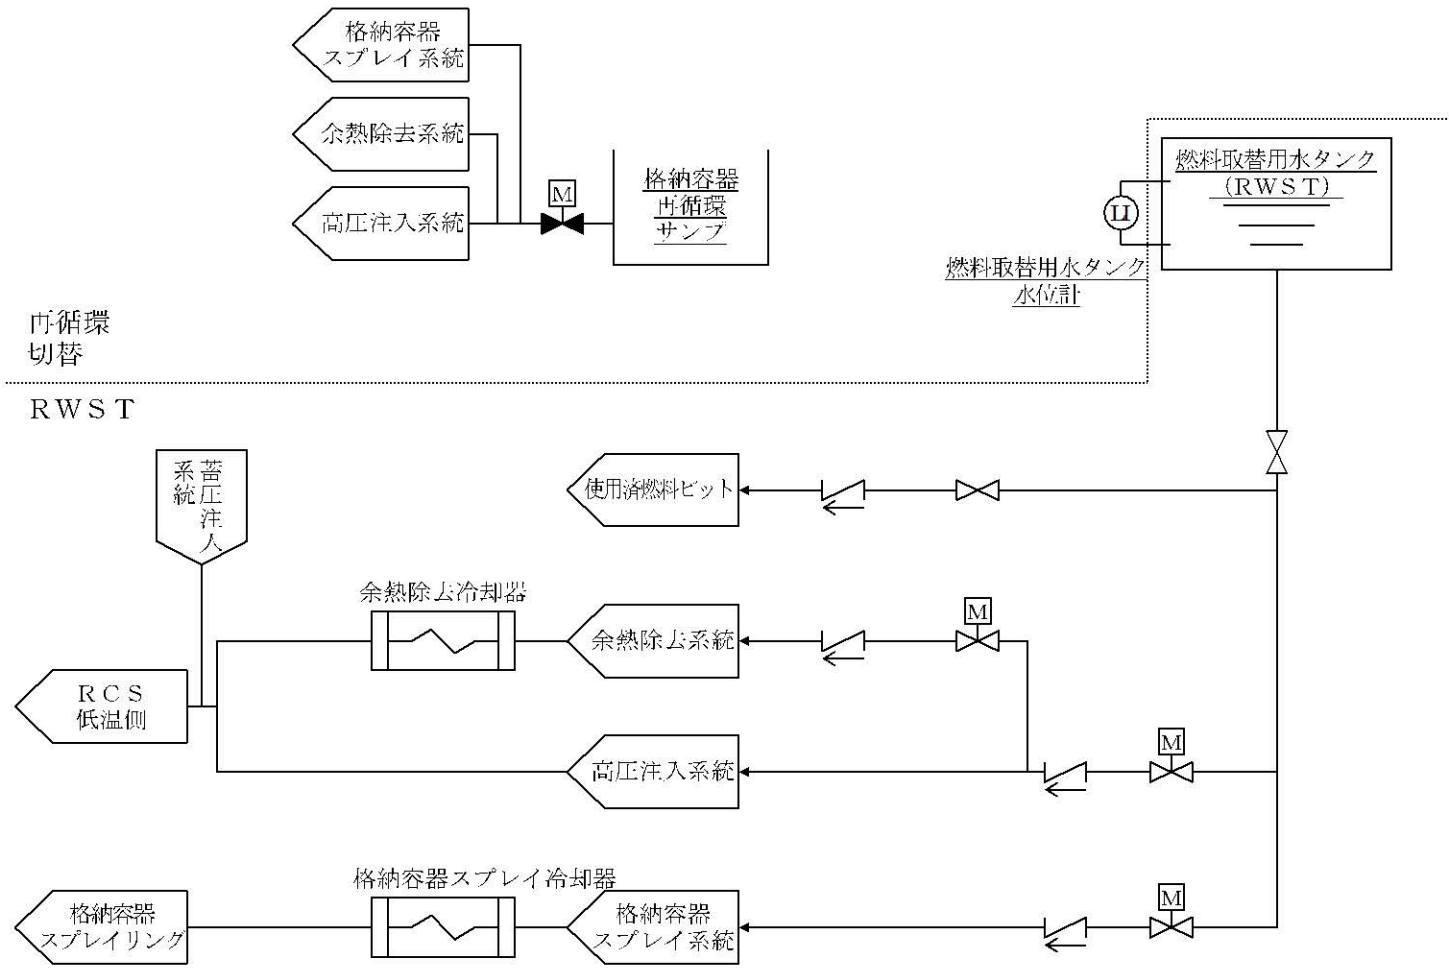 格納容器
スプレイ系統
余熱除去系統
高圧注入系統
M
格納容器
再循環
サンプ
燃料取替用水タンク
(RWST)
LI
燃料取替用水タンク
水位計
再循環
切替
RWST
蓄圧注入
系統
使用済燃料ピット
余熱除去冷却器
余熱除去系統
M
RCS
低温側
高圧注入系統
M
格納容器スプレイ冷却器
格納容器
スプレイリング
格納容器
スプレイ系統
M